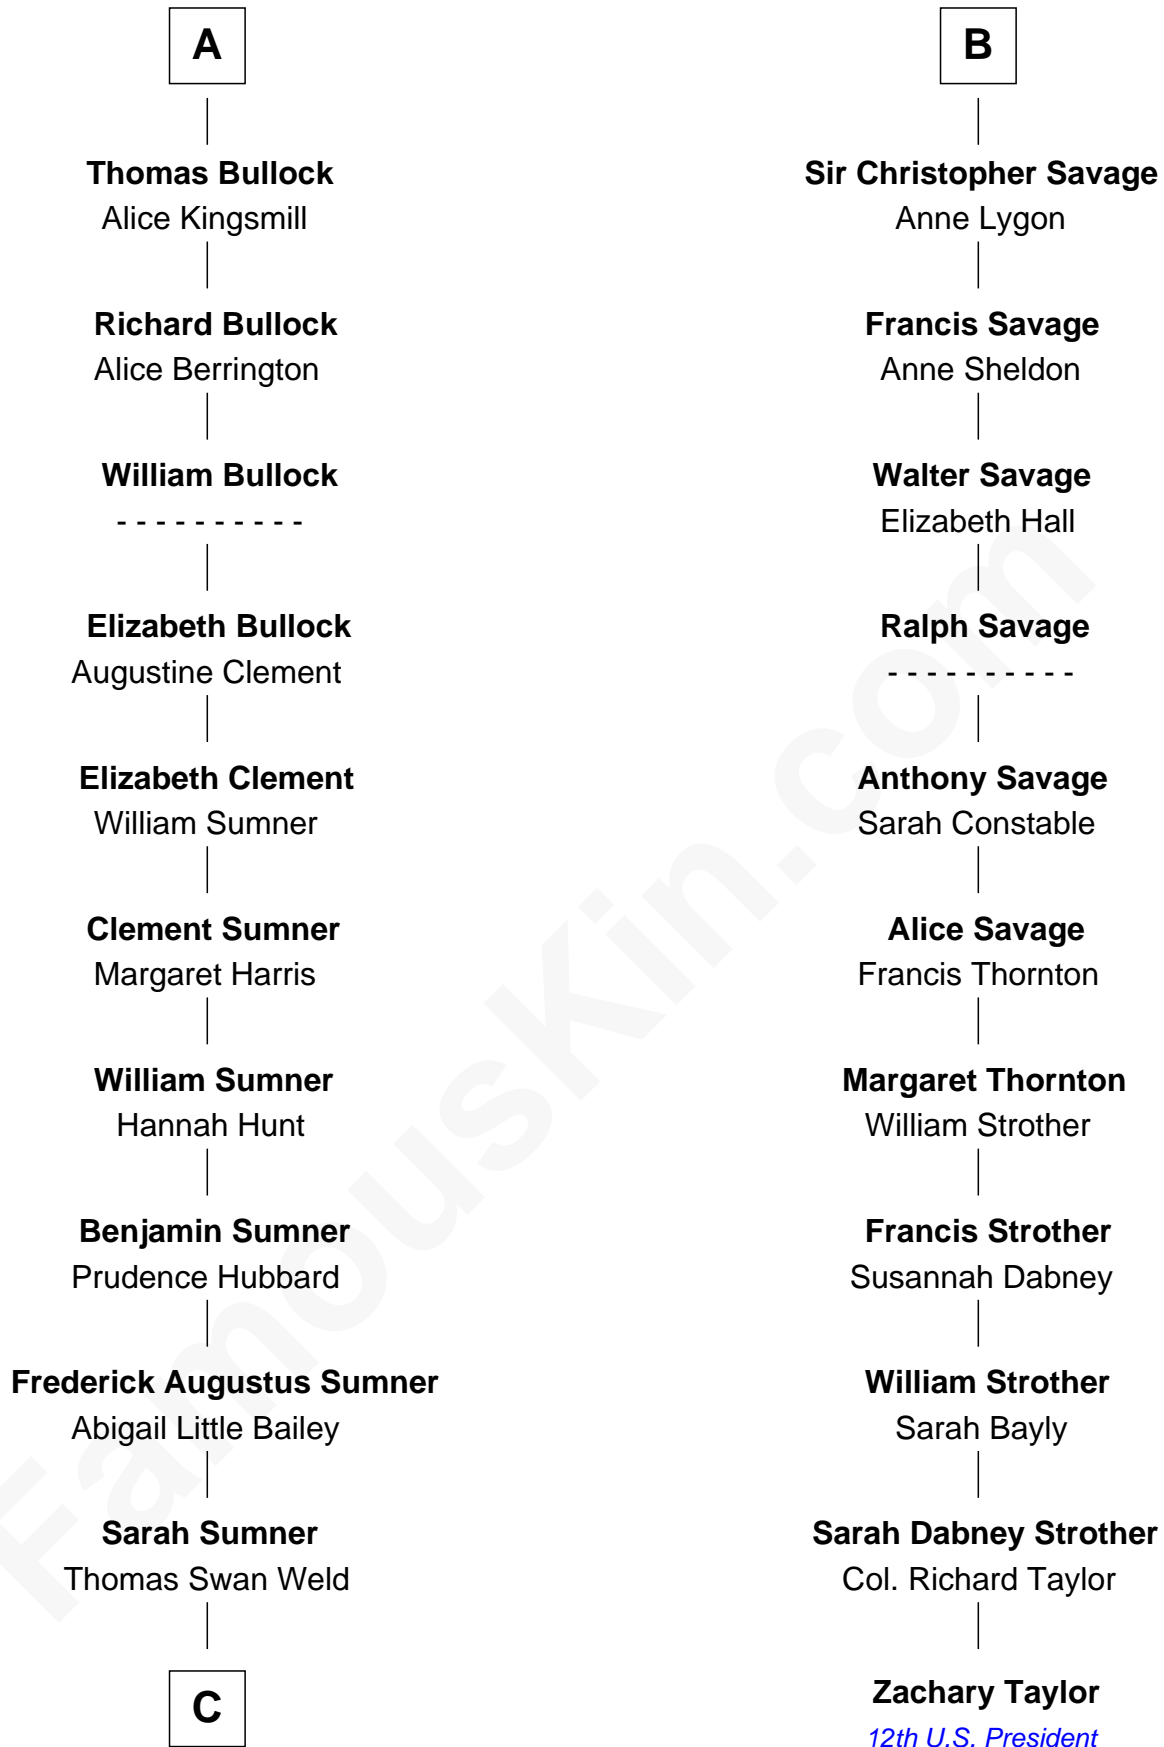 A
Thomas Bullock
Alice Kingsmill
Richard Bullock
Alice Berrington
William Bullock
- - - - - - - - - -
Elizabeth Bullock
Augustine Clement
Elizabeth Clement
William Sumner
Clement Sumner
Margaret Harris
William Sumner
Hannah Hunt
Benjamin Sumner
Prudence Hubbard
Frederick Augustus Sumner
Abigail Little Bailey
Sarah Sumner
Thomas Swan Weld
C
B
Sir Christopher Savage
Anne Lygon
Francis Savage
Anne Sheldon
Walter Savage
Elizabeth Hall
Ralph Savage
- - - - - - - - - -
Anthony Savage
Sarah Constable
Alice Savage
Francis Thornton
Margaret Thornton
William Strother
Francis Strother
Susannah Dabney
William Strother
Sarah Bayly
Sarah Dabney Strother
Col. Richard Taylor
Zachary Taylor
12th U.S. President
FamousKin.com